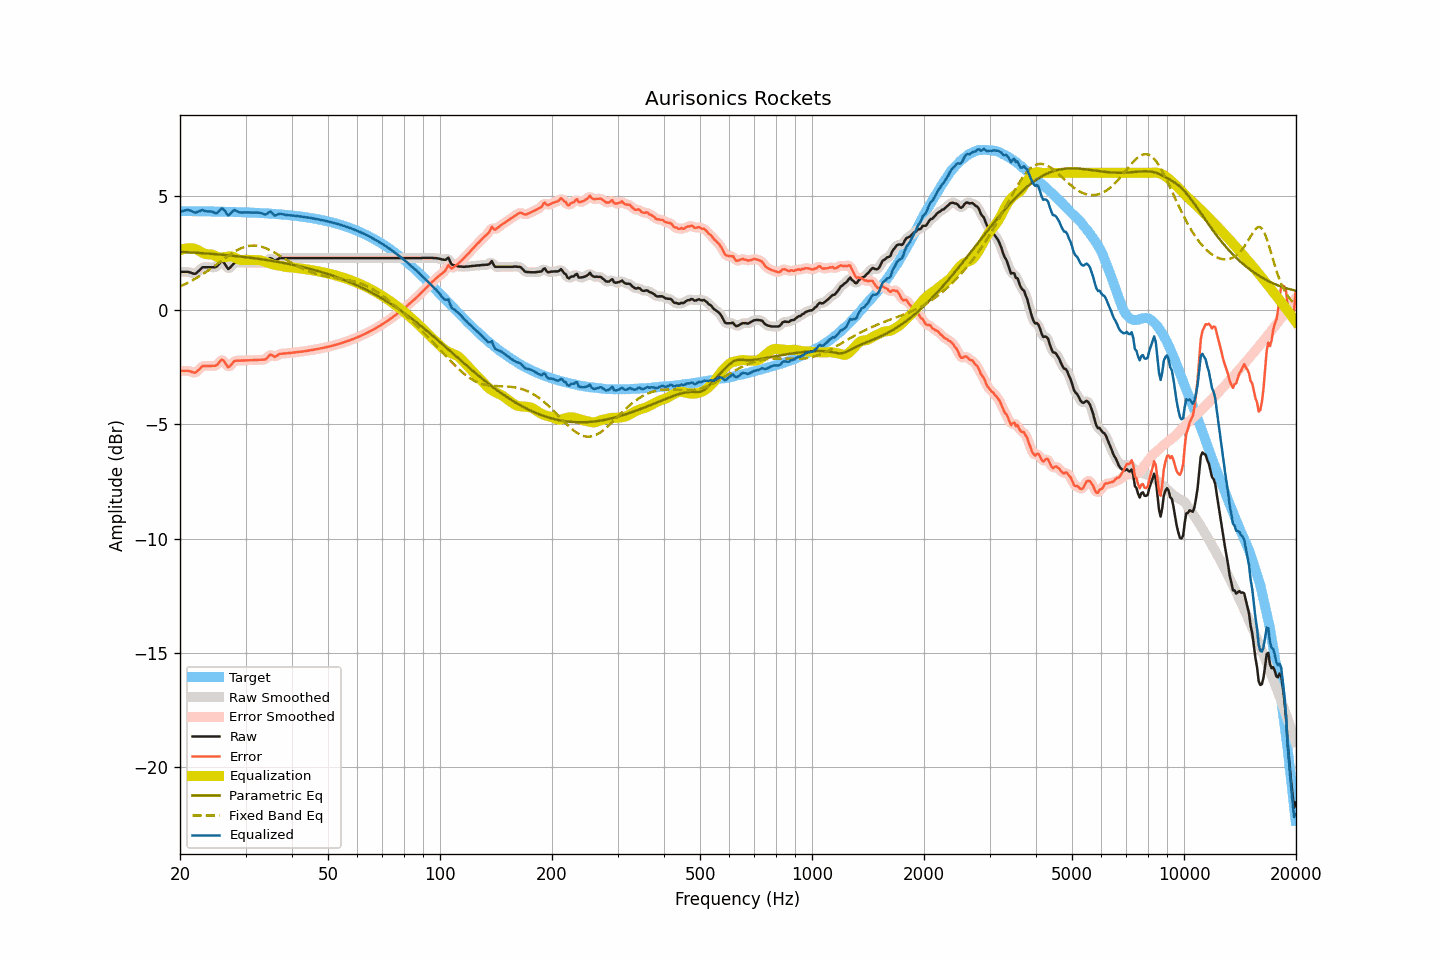 Aurisonics Rockets
Amplitude (dBr)
5
0
−5
−10
−15
−20
Target
Raw Smoothed
Error Smoothed
Raw
Error
Equalization
Parametric Eq
Fixed Band Eq
Equalized
20 50 100 200 500 1000 2000 5000 10000 20000
Frequency (Hz)